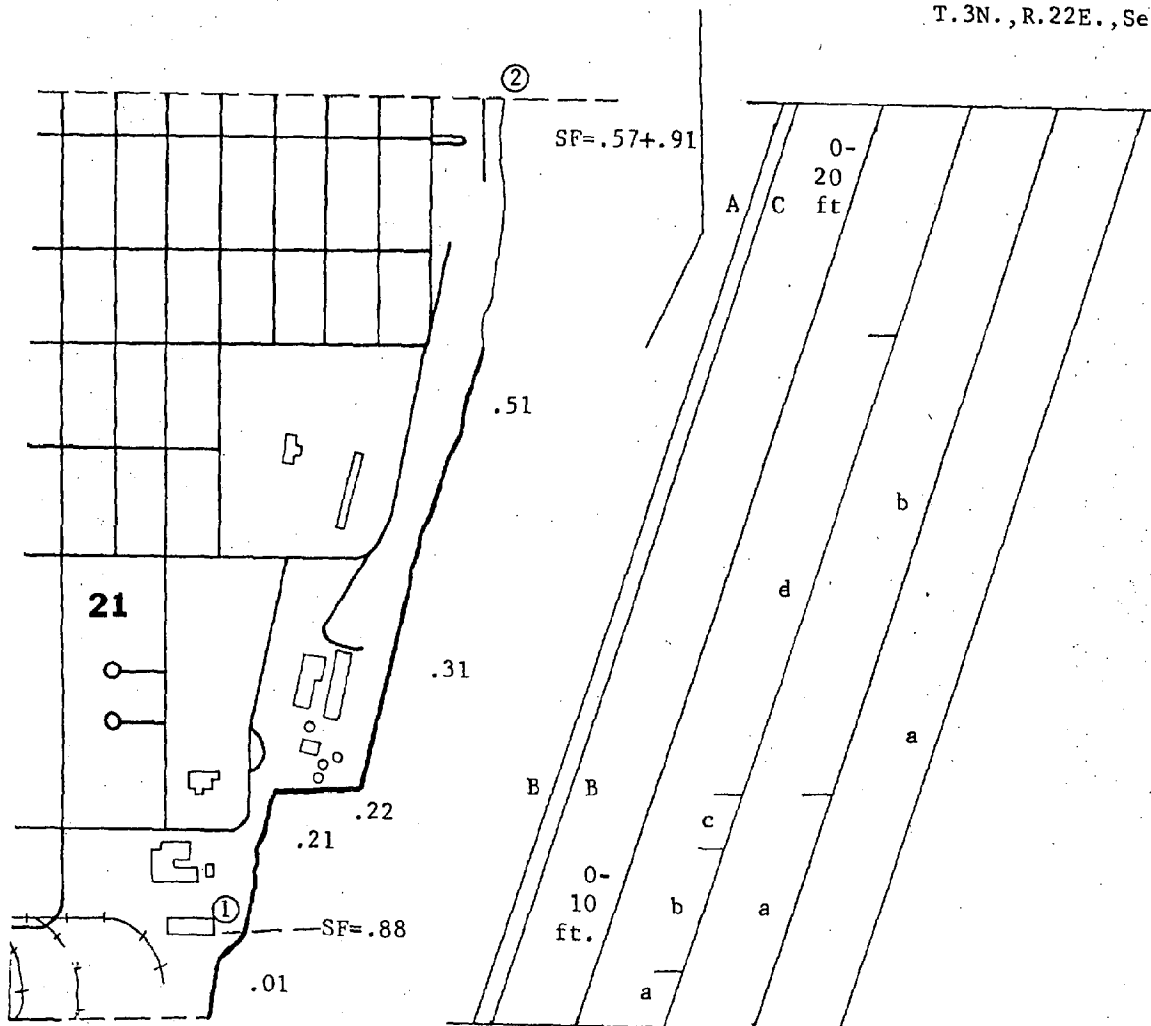 T.3N.,R.22E.,Se
②
SF=.57+.91
0-
20
ft
A
C
.51
b
d
21
.31
a
B
B
.22
c
.21
0-
10
ft.
b
a
①
SF=.88
.01
a